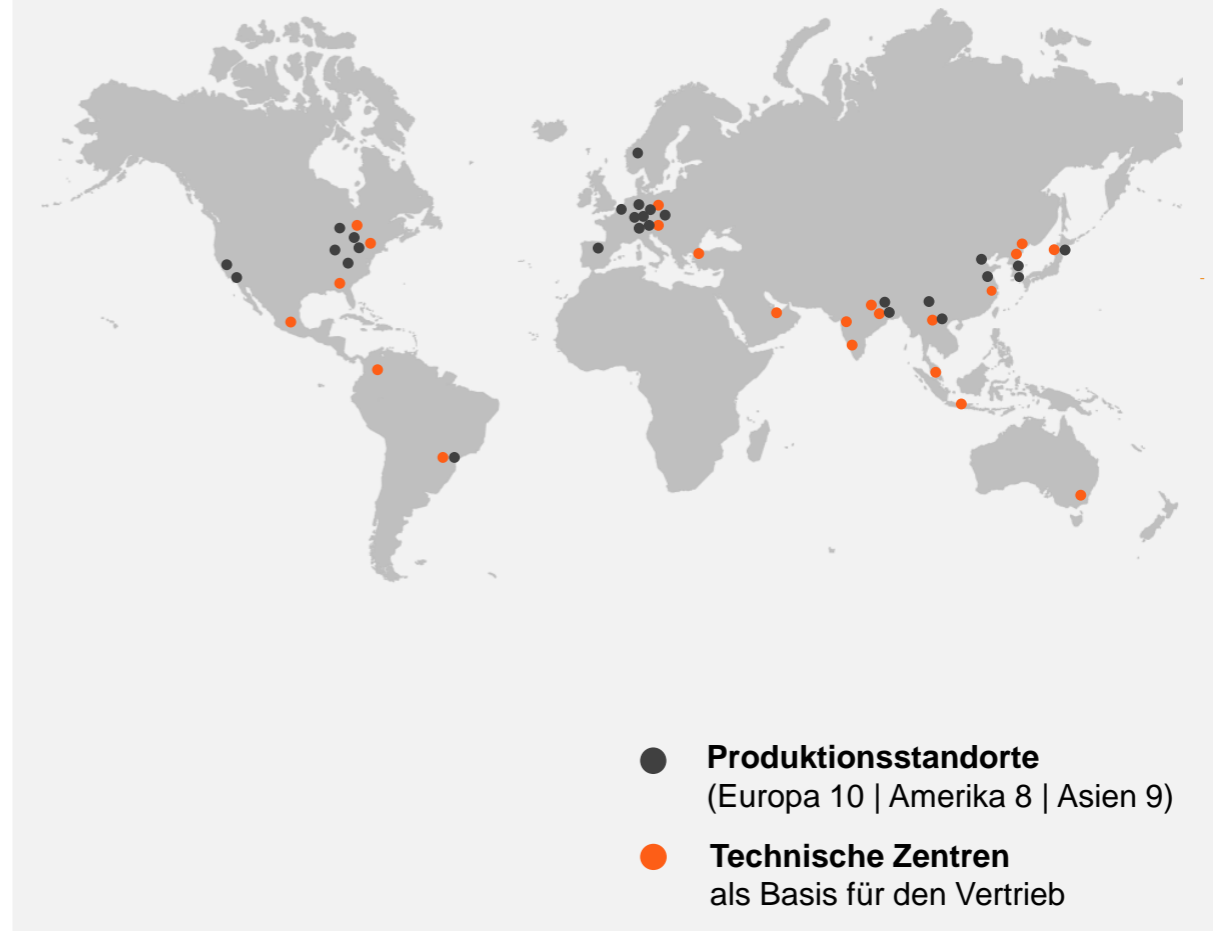 Produktionsstandorte
(Europa 10 | Amerika 8 | Asien 9)
Technische Zentren
als Basis für den Vertrieb